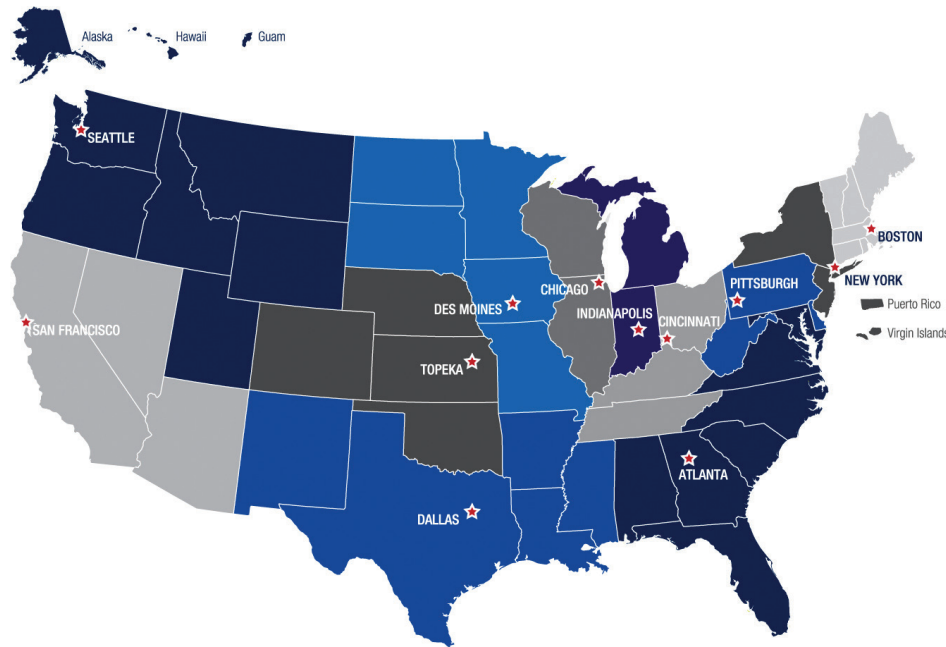 Alaska
Hawaii
Guam
SEATTLE
BOSTON
NEW YORK
PITTSBURGH
CHICAGO
DES MOINES
INDIANAPOLIS
CINCINNATI
Puerto Rico
SAN FRANCISCO
Virgin Islands
TOPEKA
ATLANTA
DALLAS